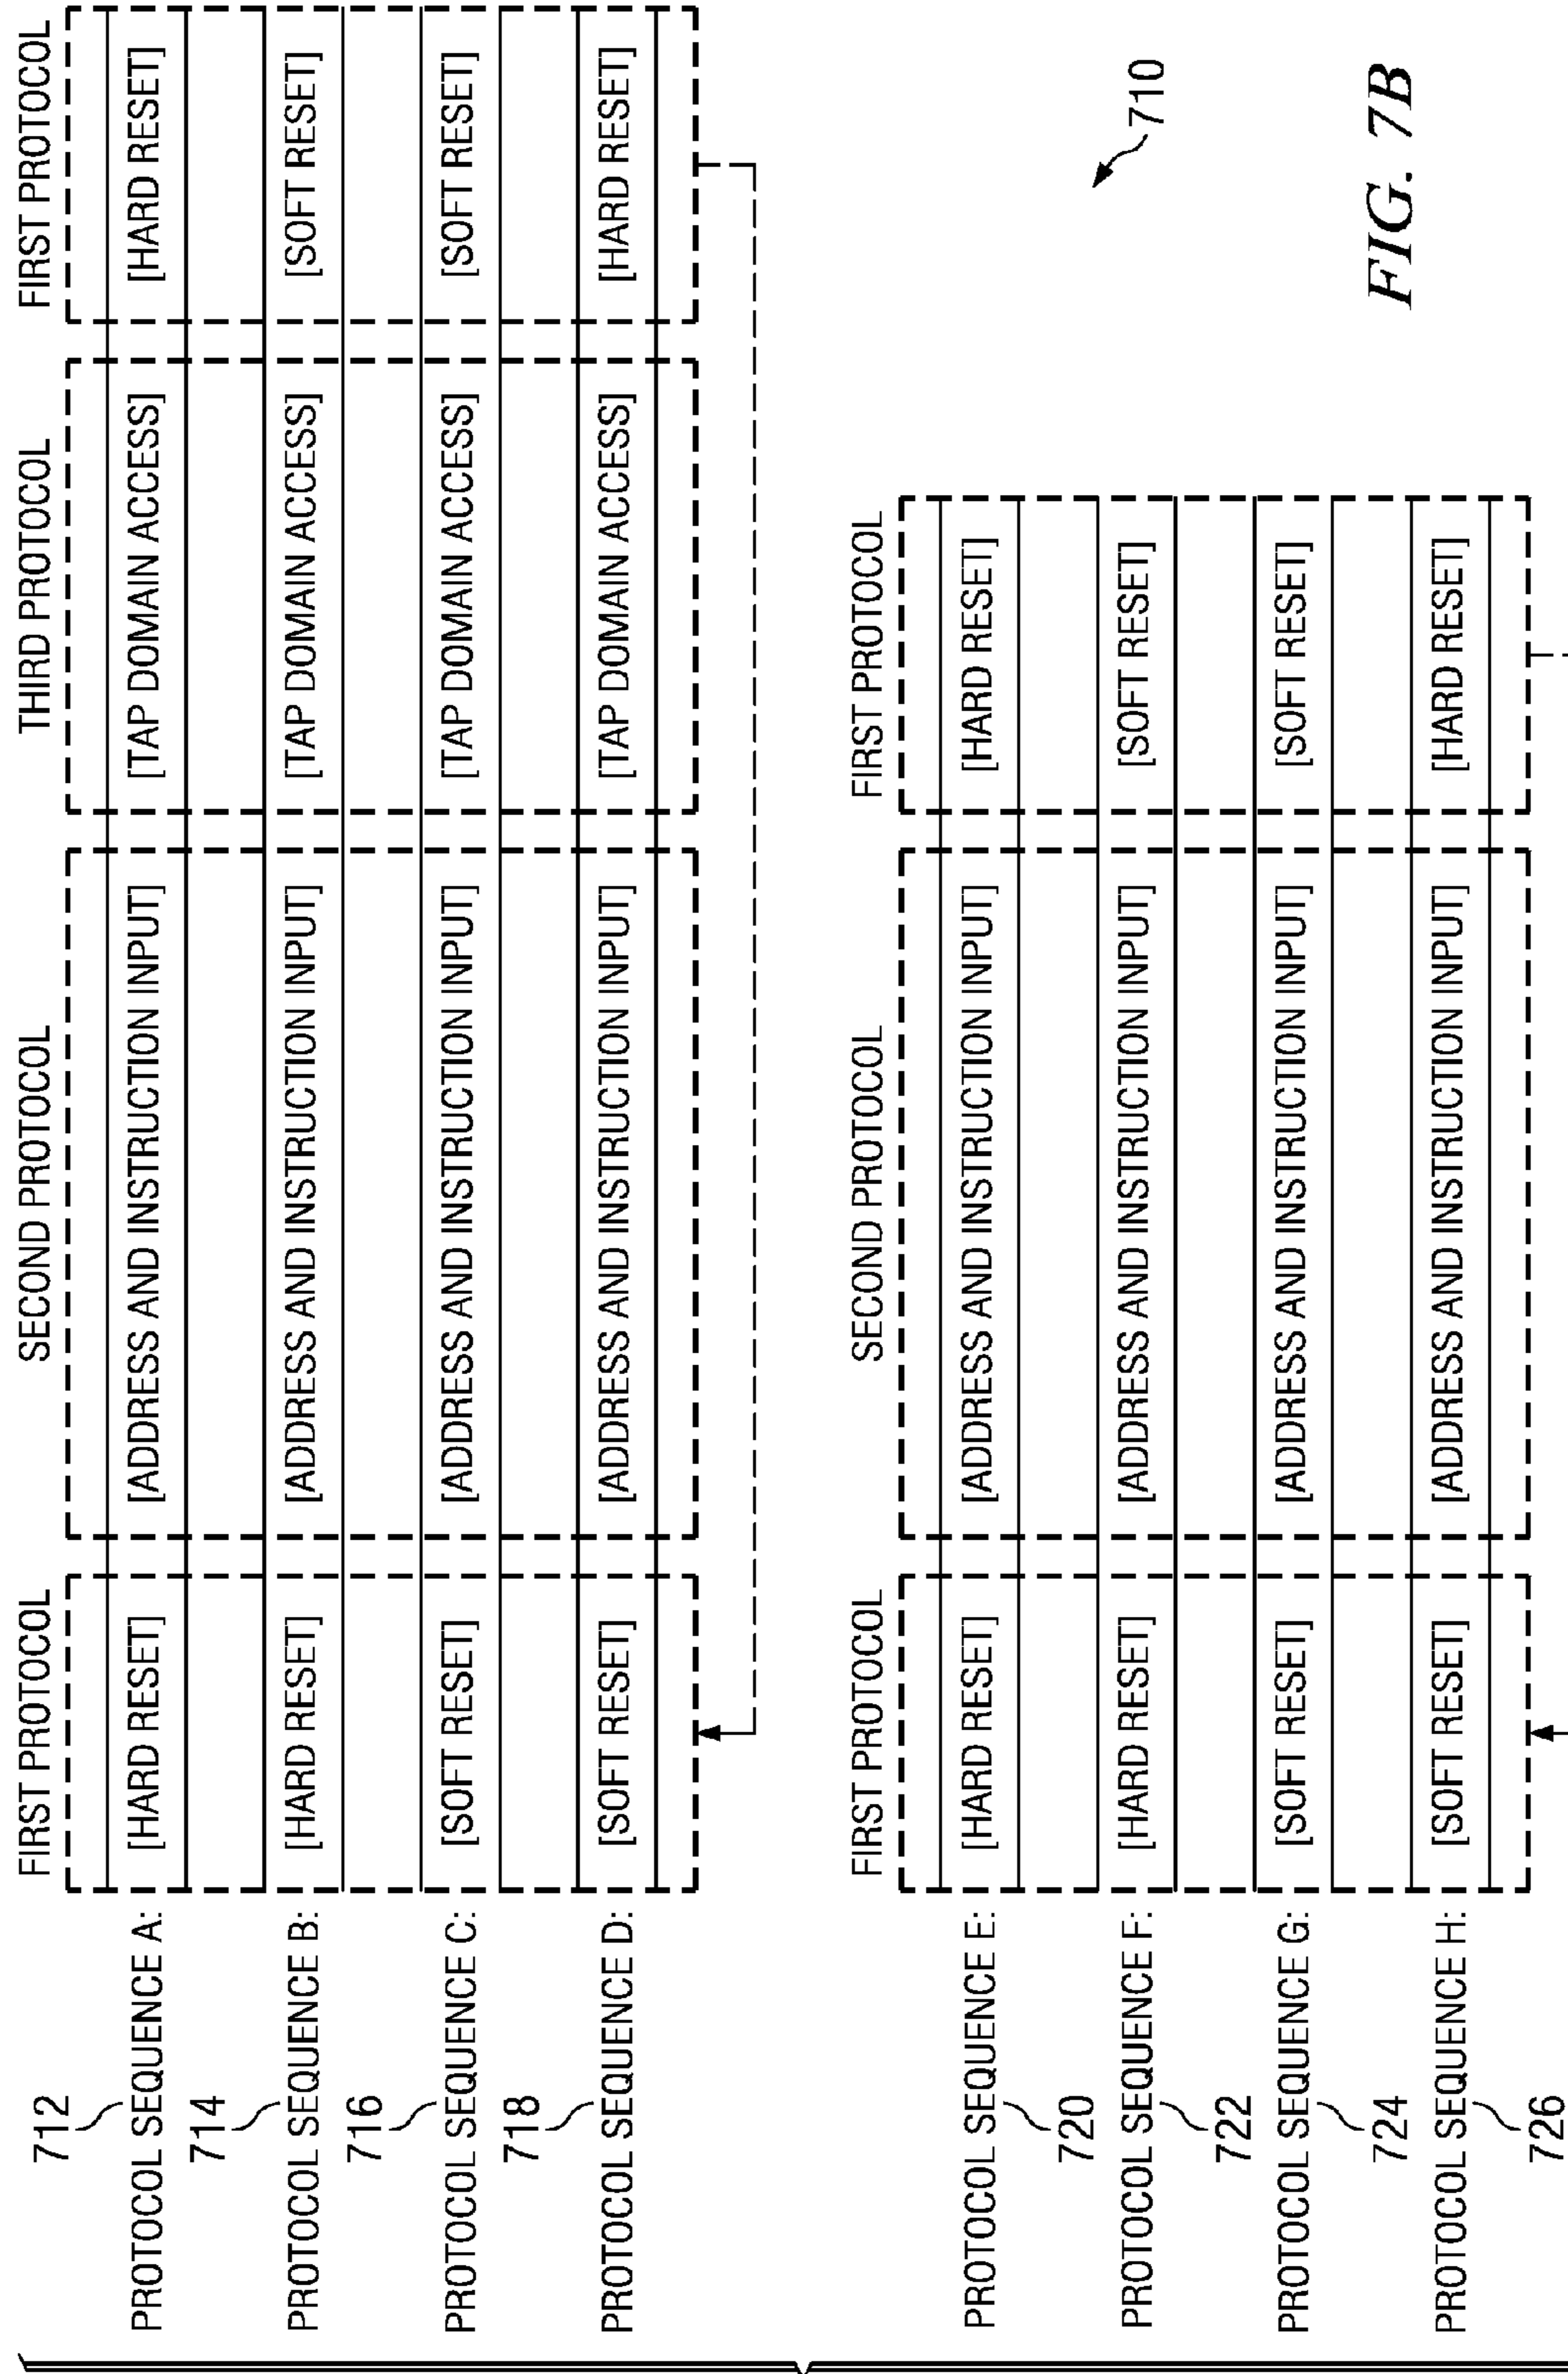 FIRST PROTOCOL SECOND PROTOCOL THIRD PROTOCOL FIRST PROTOCOL
712
PROTOCOL SEQUENCE A: [HARD RESET] [ADDRESS AND INSTRUCTION INPUT] [TAP DOMAIN ACCESS] [HARD RESET]
714
PROTOCOL SEQUENCE B: [HARD RESET] [ADDRESS AND INSTRUCTION INPUT] [TAP DOMAIN ACCESS] [SOFT RESET]
716
PROTOCOL SEQUENCE C: [SOFT RESET] [ADDRESS AND INSTRUCTION INPUT] [TAP DOMAIN ACCESS] [SOFT RESET]
718
PROTOCOL SEQUENCE D: [SOFT RESET] [ADDRESS AND INSTRUCTION INPUT] [TAP DOMAIN ACCESS] [HARD RESET]
FIRST PROTOCOL SECOND PROTOCOL FIRST PROTOCOL
PROTOCOL SEQUENCE E: [HARD RESET] [ADDRESS AND INSTRUCTION INPUT] [HARD RESET]
720
PROTOCOL SEQUENCE F: [HARD RESET] [ADDRESS AND INSTRUCTION INPUT] [SOFT RESET]
722
PROTOCOL SEQUENCE G: [SOFT RESET] [ADDRESS AND INSTRUCTION INPUT] [SOFT RESET]
724
PROTOCOL SEQUENCE H: [SOFT RESET] [ADDRESS AND INSTRUCTION INPUT] [HARD RESET]
726
710
FIG. 7B